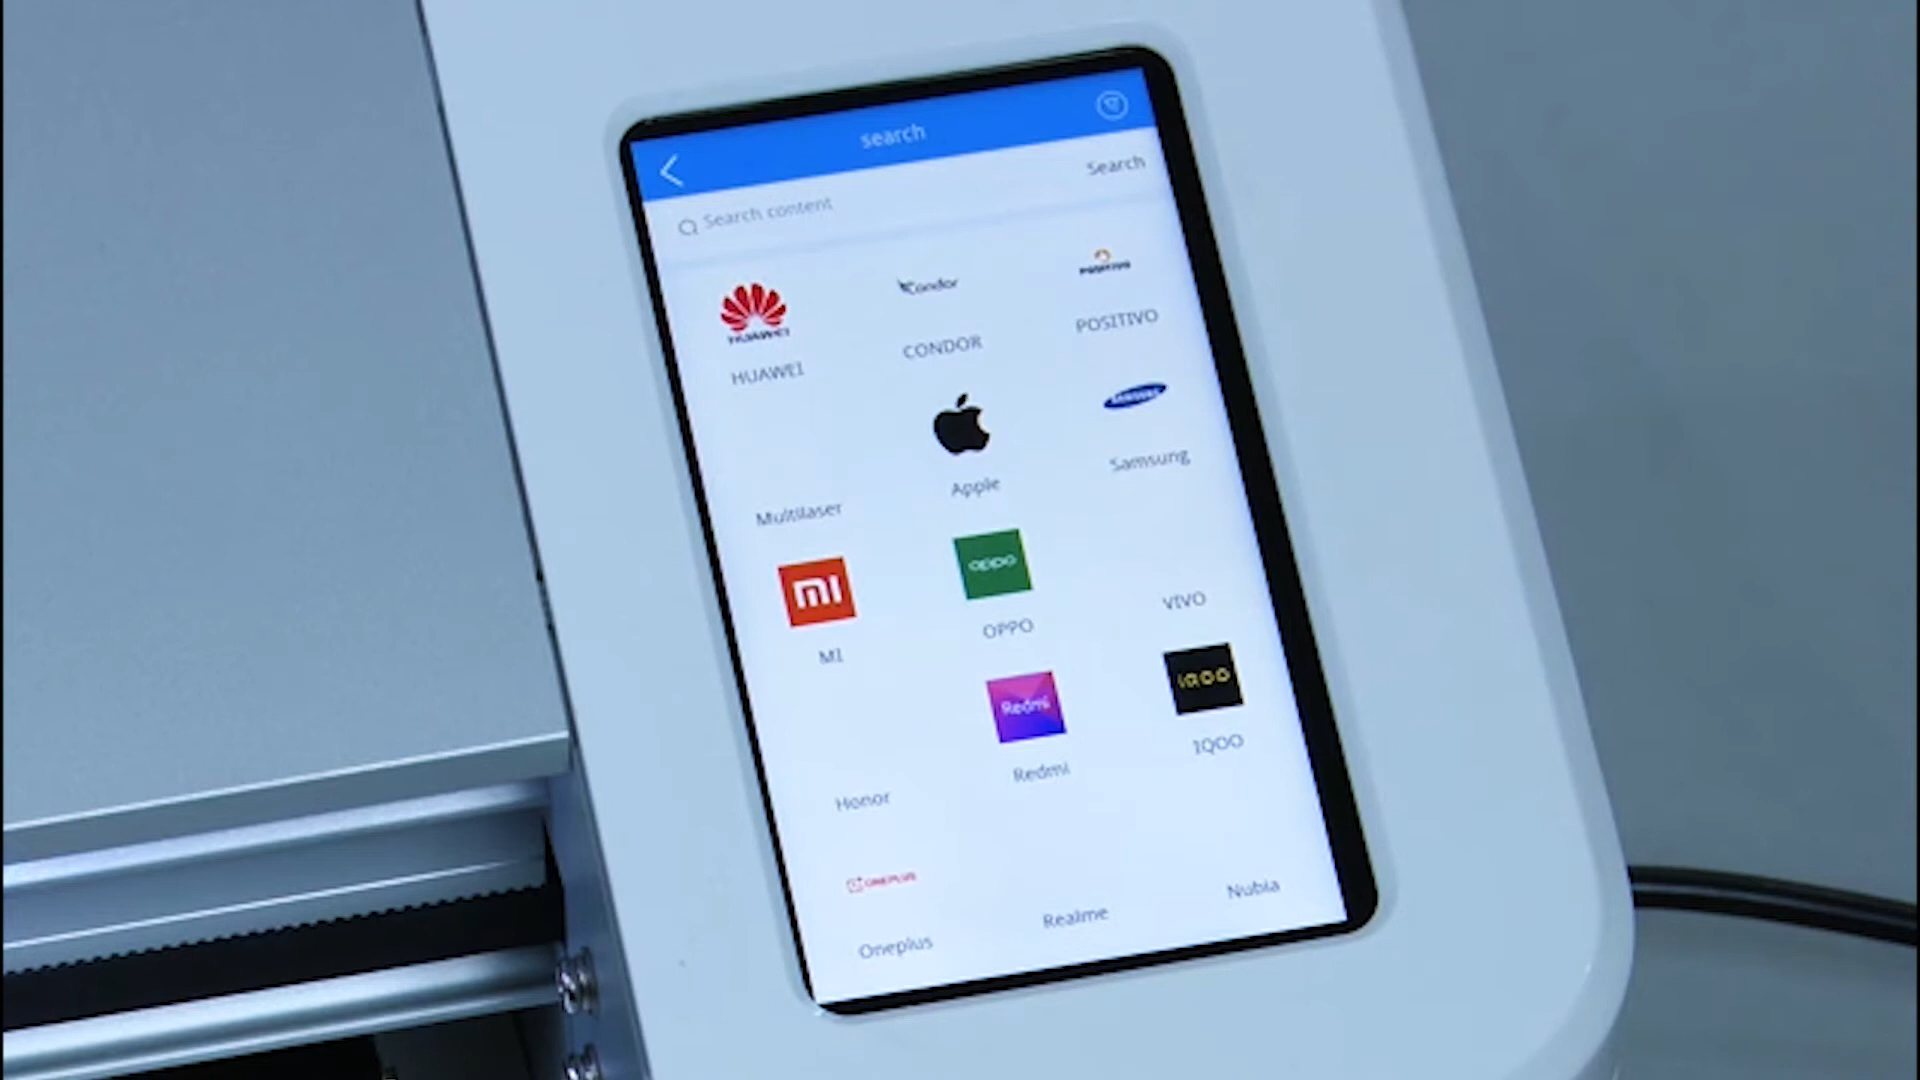 search
Search content
Search
HUAWEI
Condor
POSITIVO
HUAWEI
CONDOR
POSITIVO
SAMSUNG
Multilaser
Apple
Samsung
mi
oppo
MI
OPPO
VIVO
Redmi
iQOO
Honor
Redmi
IQOO
ONEPLUS
Oneplus
Realme
Nubia